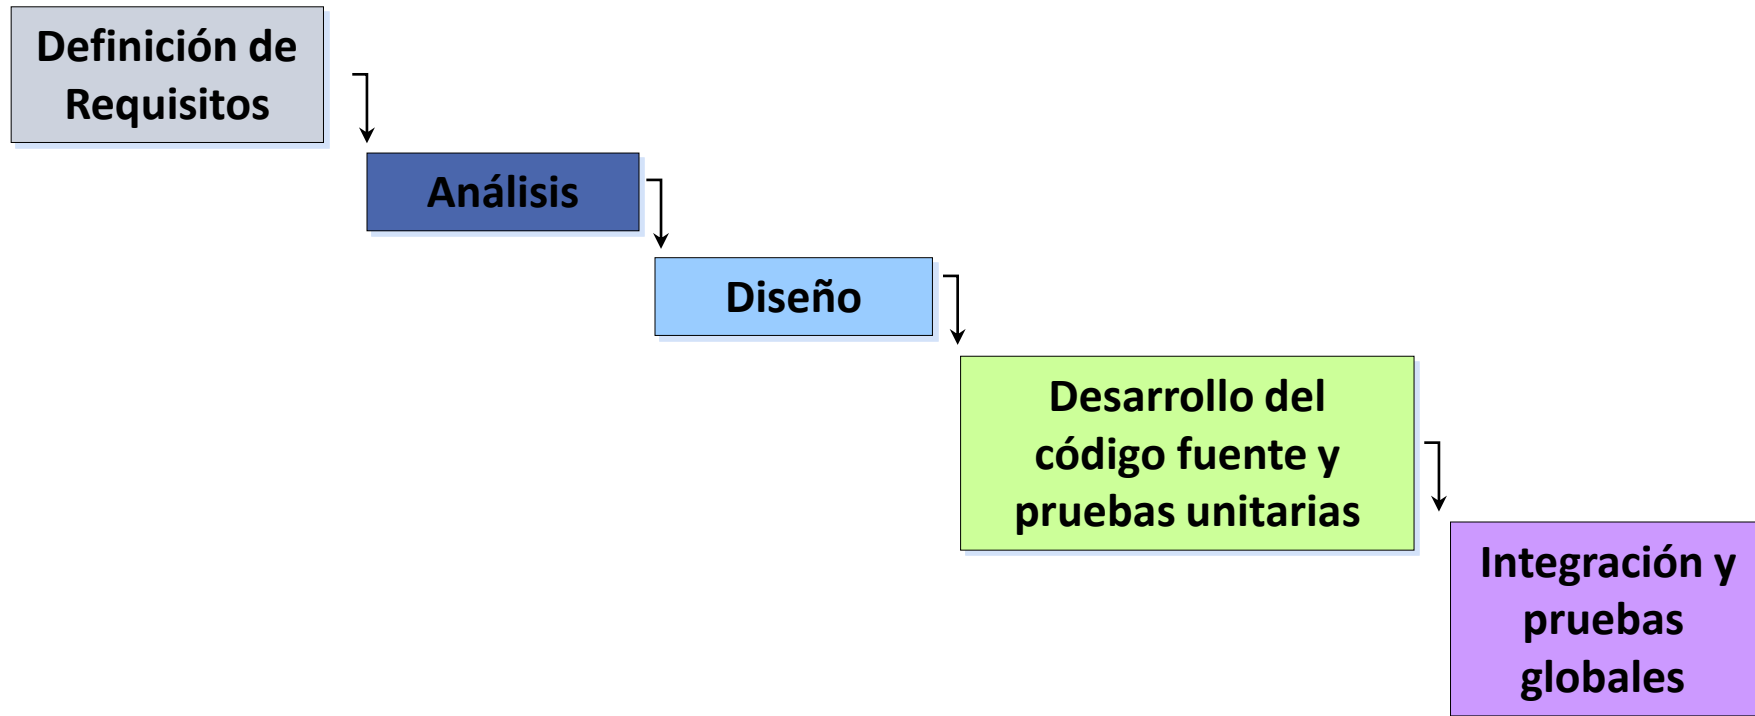 Definición de
Requisitos
Análisis
Diseño
Desarrollo del
código fuente y
pruebas unitarias
Integración y
pruebas
globales